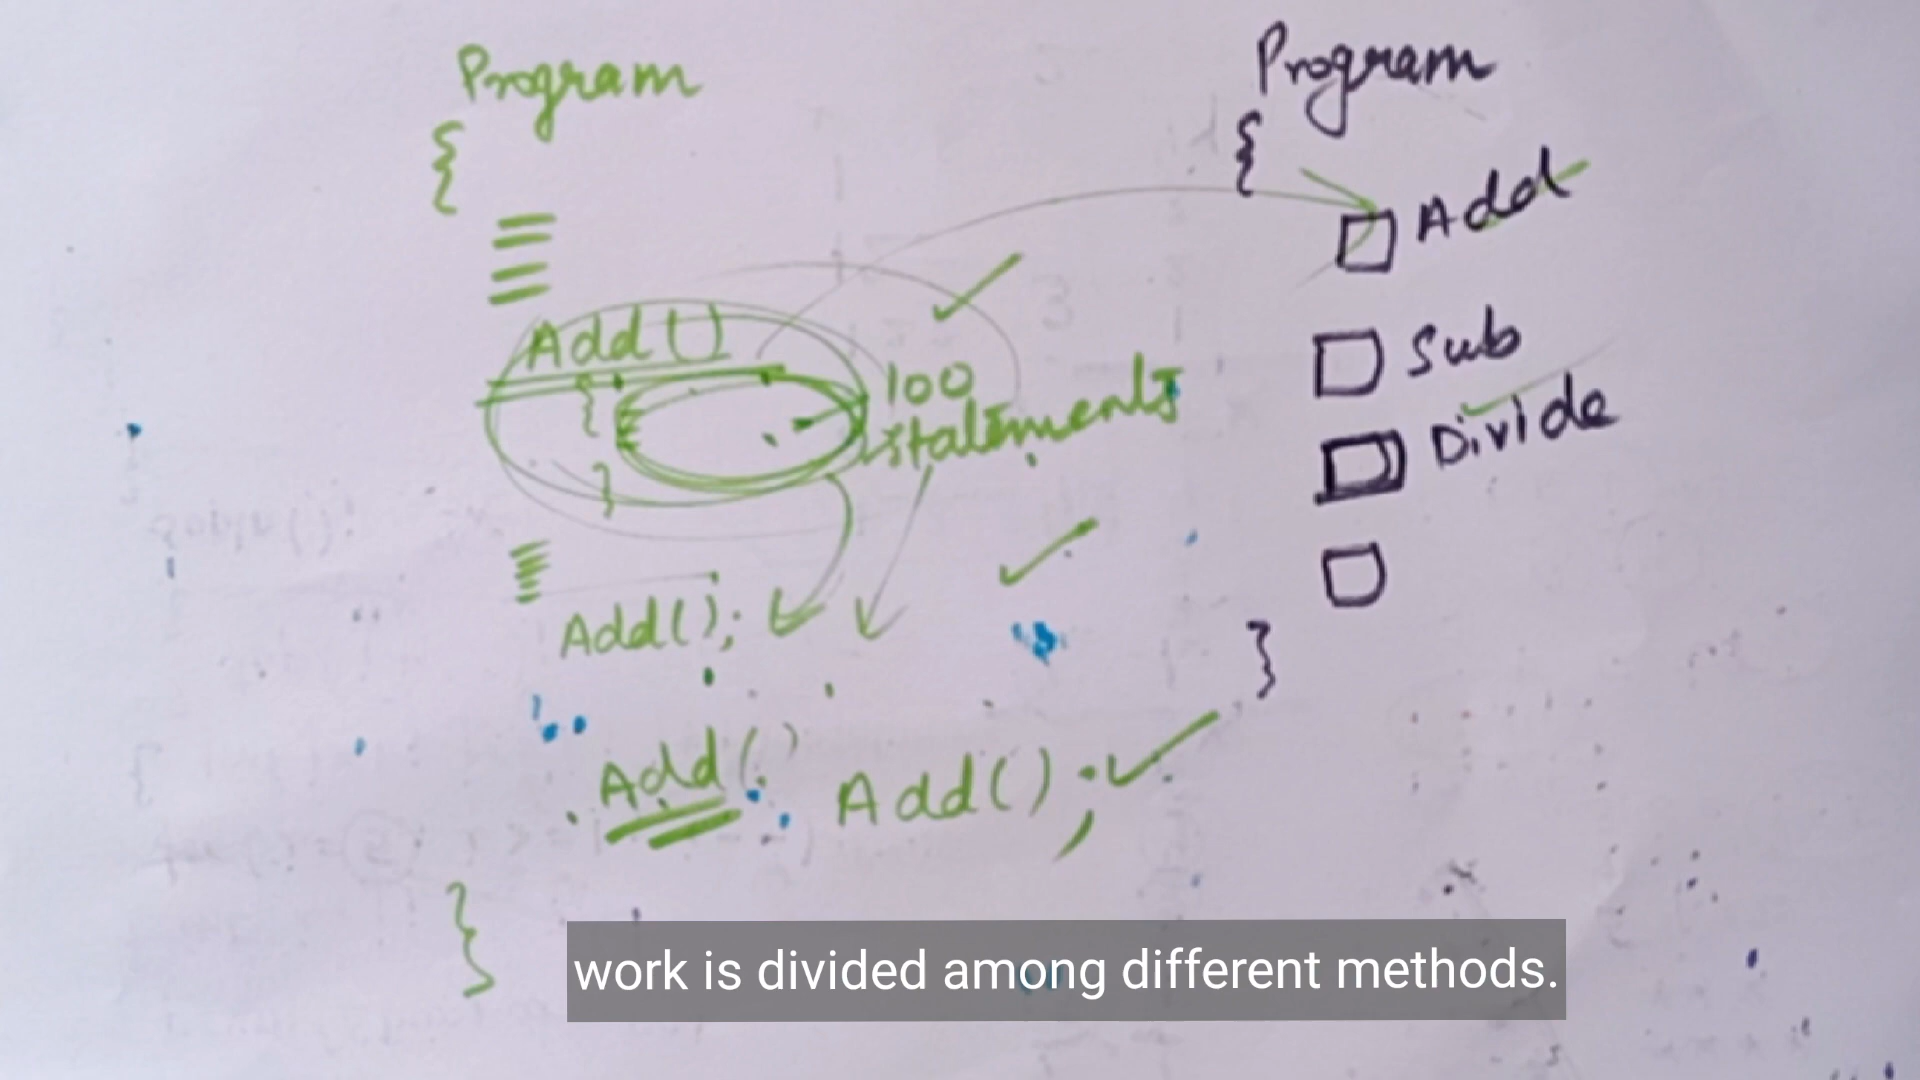 Program
{
Add()
{
100
statements
}
Add();
Add() Add();
}
Program
{
Add
Sub
Divide
}
work is divided among different methods.